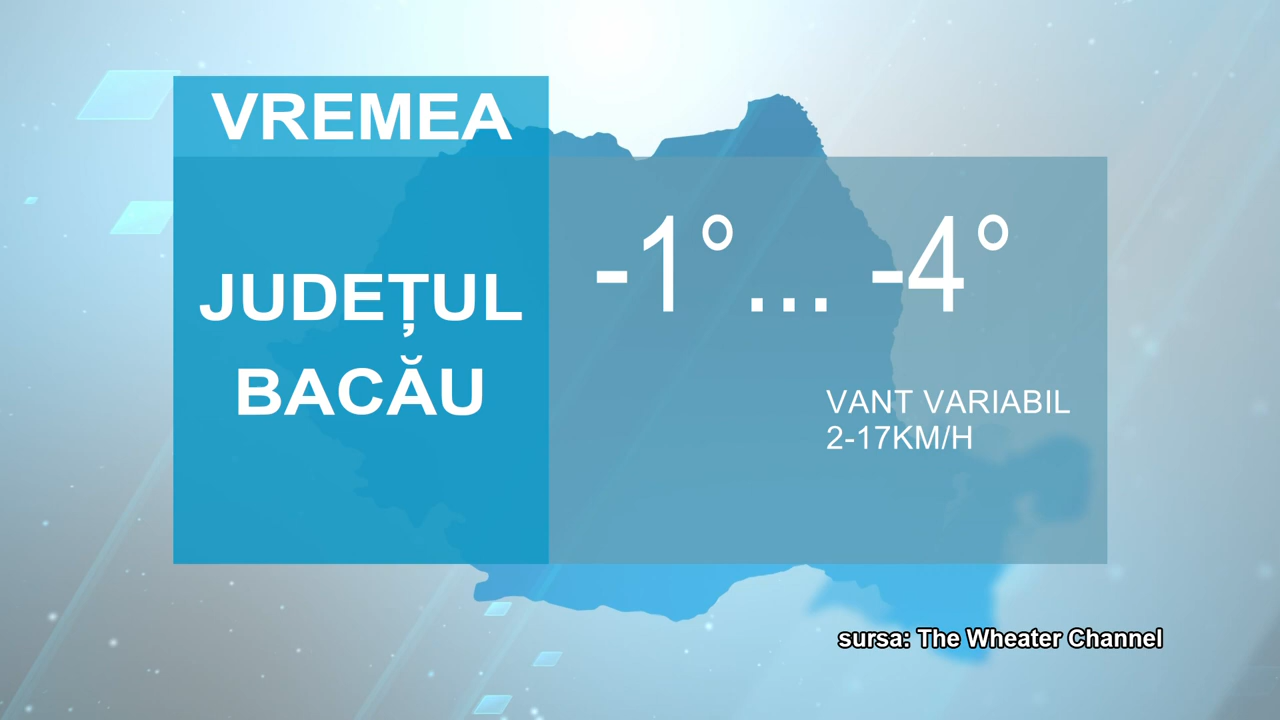 VREMEA
JUDEȚUL
BACĂU
-1° ... -4°
VANT VARIABIL
2-17KM/H
sursa: The Wheater Channel